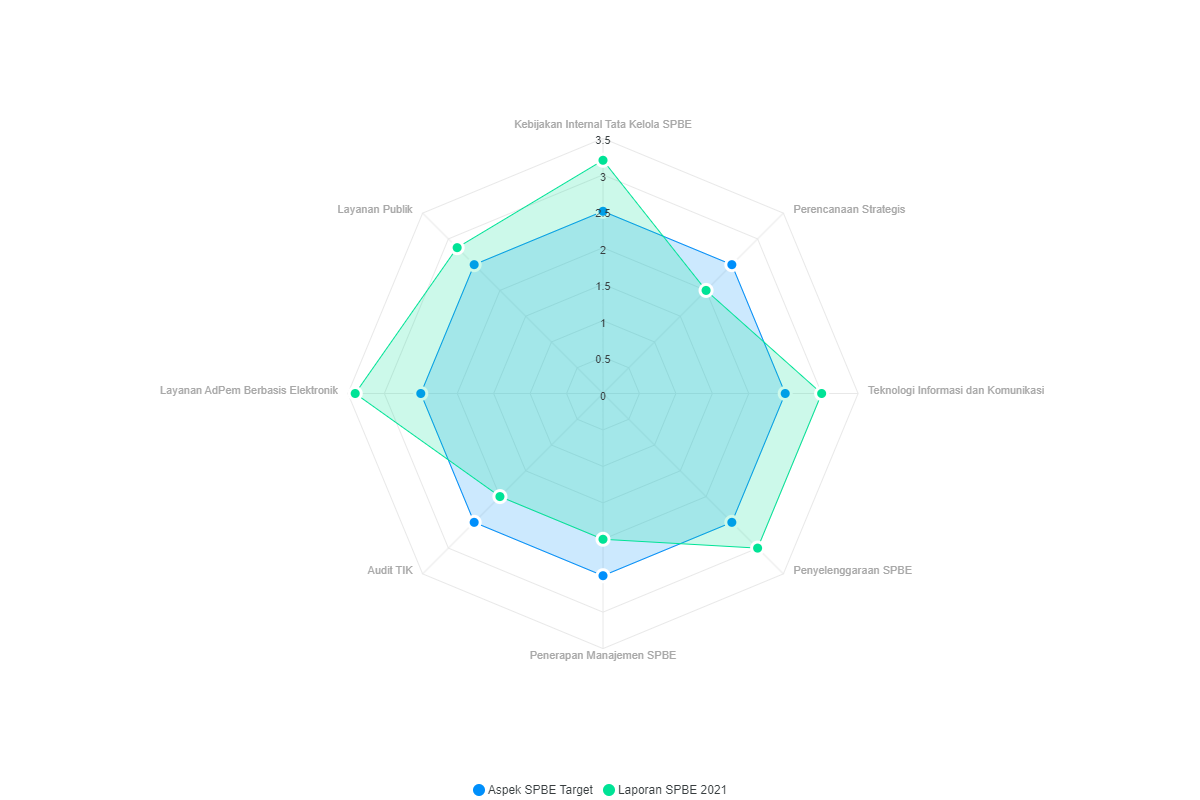 Kebijakan Internal Tata Kelola SPBE
3.5
3
Layanan Publik
Perencanaan Strategis
2.5
2
1.5
1
0.5
Layanan AdPem Berbasis Elektronik
Teknologi Informasi dan Komunikasi
0
Audit TIK
Penyelenggaraan SPBE
Penerapan Manajemen SPBE
Aspek SPBE Target
Laporan SPBE 2021